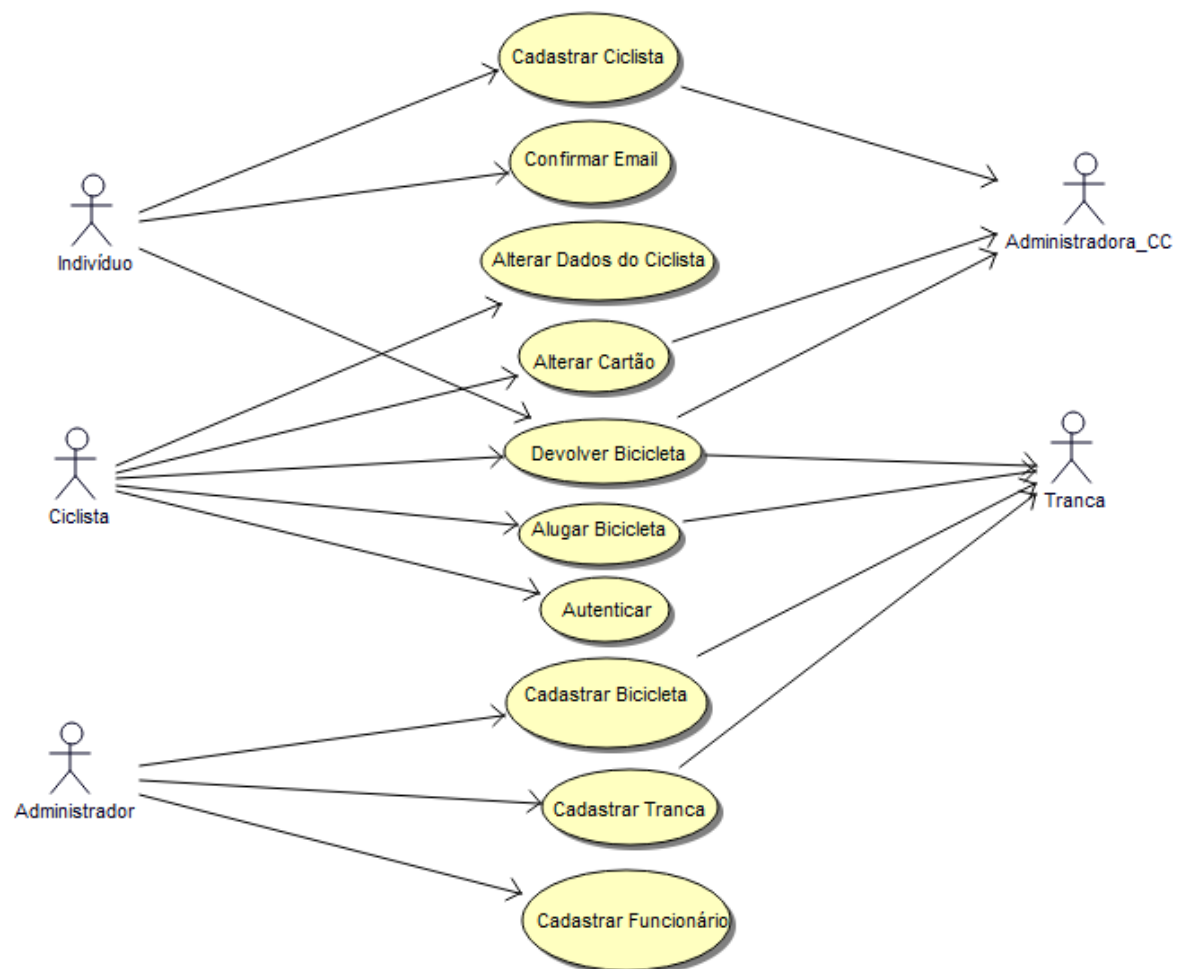 Cadastrar Ciclista
Confirmar Email
Indivíduo
Administradora_CC
Alterar Dados do Ciclista
Alterar Cartão
Devolver Bicicleta
Ciclista
Tranca
Alugar Bicicleta
Autenticar
Cadastrar Bicicleta
Administrador
Cadastrar Tranca
Cadastrar Funcionário